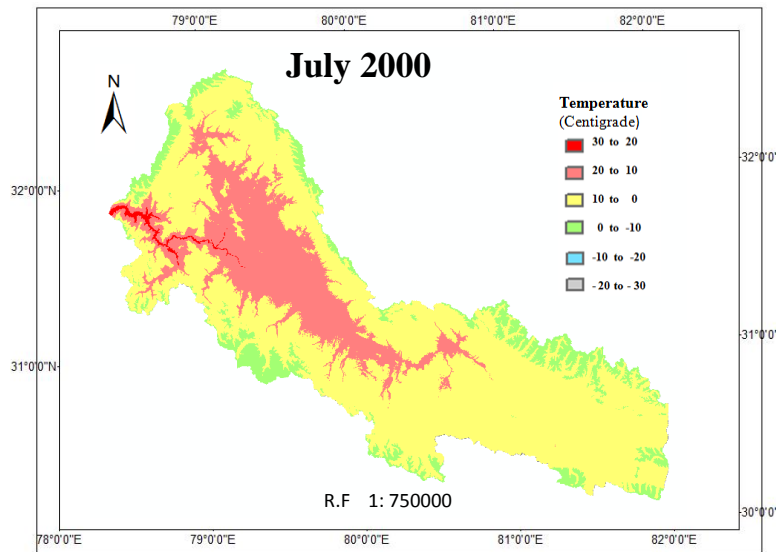 79°0'0"E 80°0'0"E 81°0'0"E 82°0'0"E
July 2000
N
Temperature
(Centigrade)
30 to 20
20 to 10
10 to 0
0 to -10
-10 to -20
-20 to -30
32°0'0"N
32°0'0"N
31°0'0"N
31°0'0"N
30°0'0"N
R.F 1: 750000
78°0'0"E 79°0'0"E 80°0'0"E 81°0'0"E 82°0'0"E